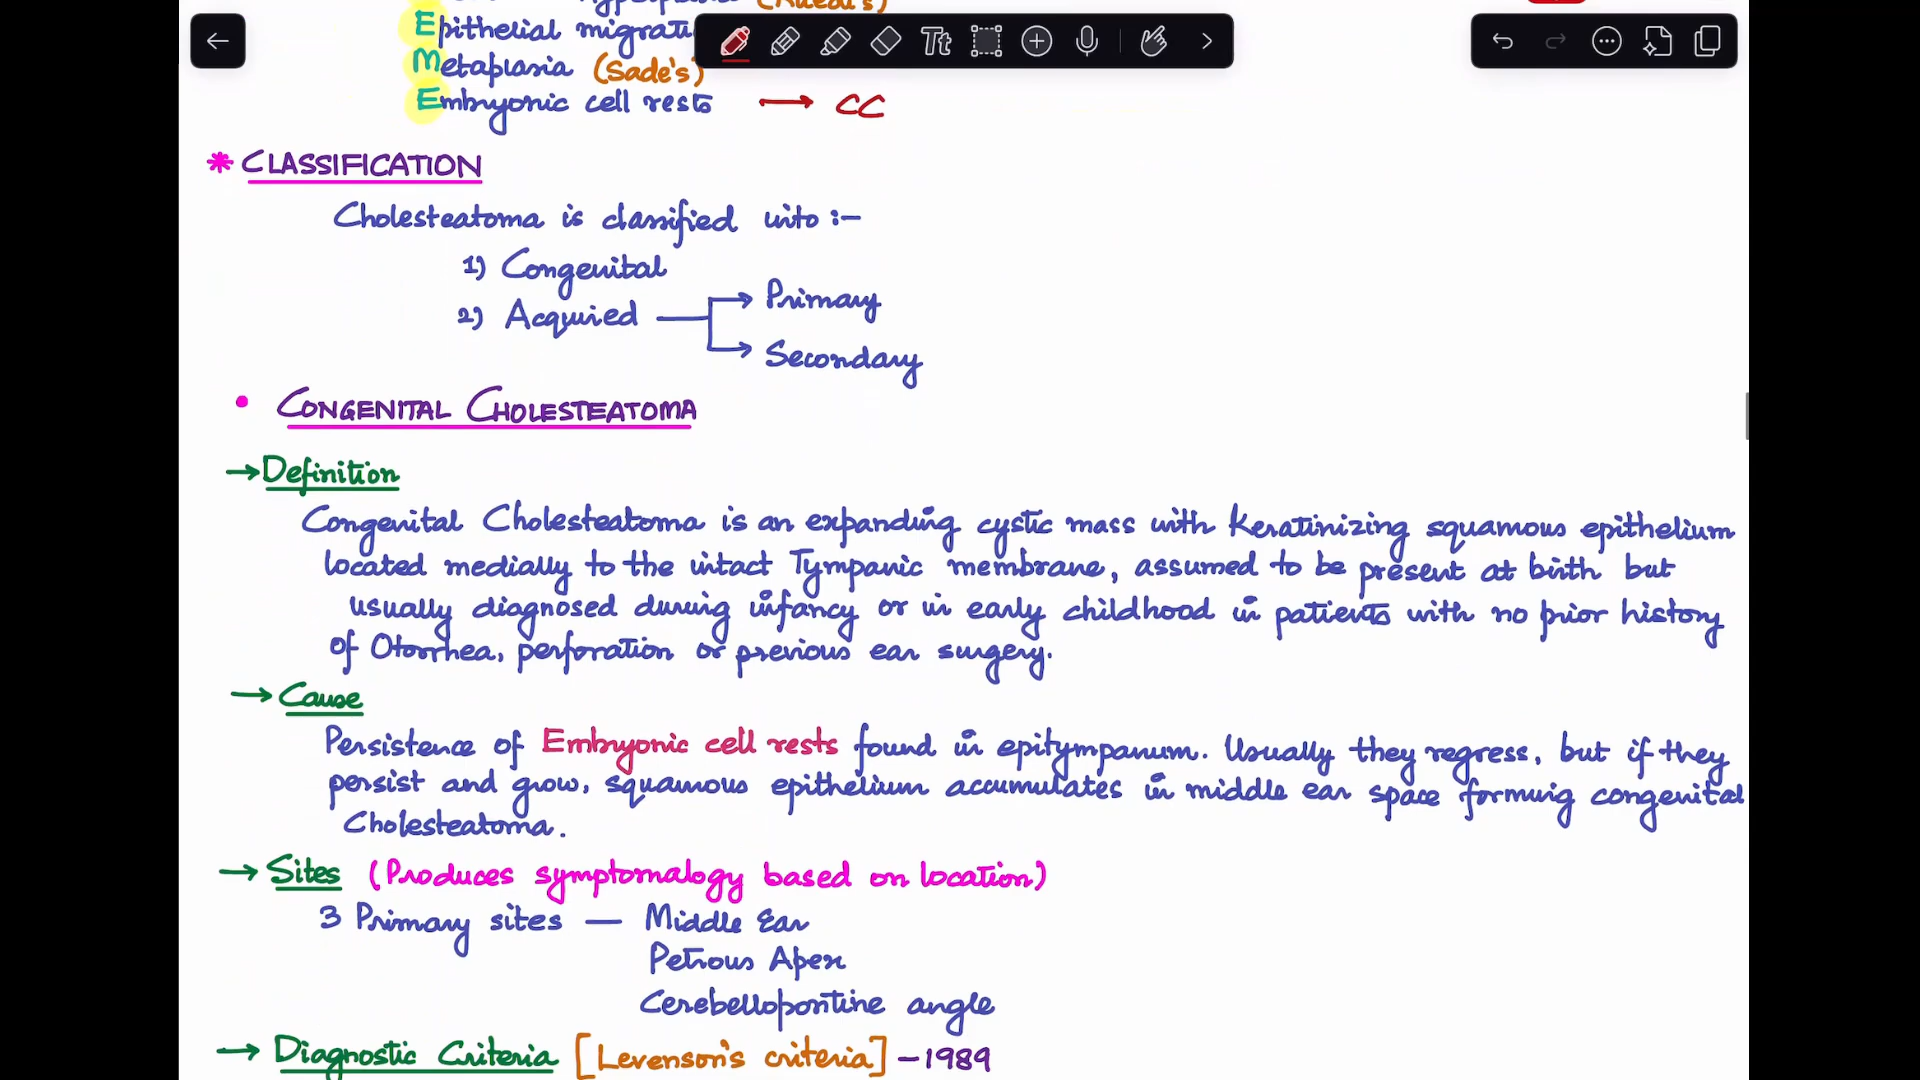 hyperplasia (Ruedi's)
Epithelial migrati
Metaplasia (Sade's)
Embryonic cell rests → CC
Tt
* CLASSIFICATION
Cholesteatoma is classified into :-
1) Congenital
2) Acquired
Primary
Secondary
• CONGENITAL CHOLESTEATOMA
→ Definition
Congenital Cholesteatoma is an expanding cystic mass with Keratinizing squamous epithelium
located medially to the intact Tympanic membrane, assumed to be present at birth but
usually diagnosed during infancy or in early childhood in patients with no prior history
of Otorrhea, perforation or previous ear surgery.
→ Cause
Persistence of Embryonic cell rests found in epitympanum. Usually they regress, but if they
persist and grow, squamous epithelium accumulates in middle ear space forming congenital
Cholesteatoma.
→ Sites (Produces symptomalogy based on location)
3 Primary sites — Middle Ear
Petrous Apex
Cerebellopontine angle
→ Diagnostic Criteria [Levenson's criteria] - 1989